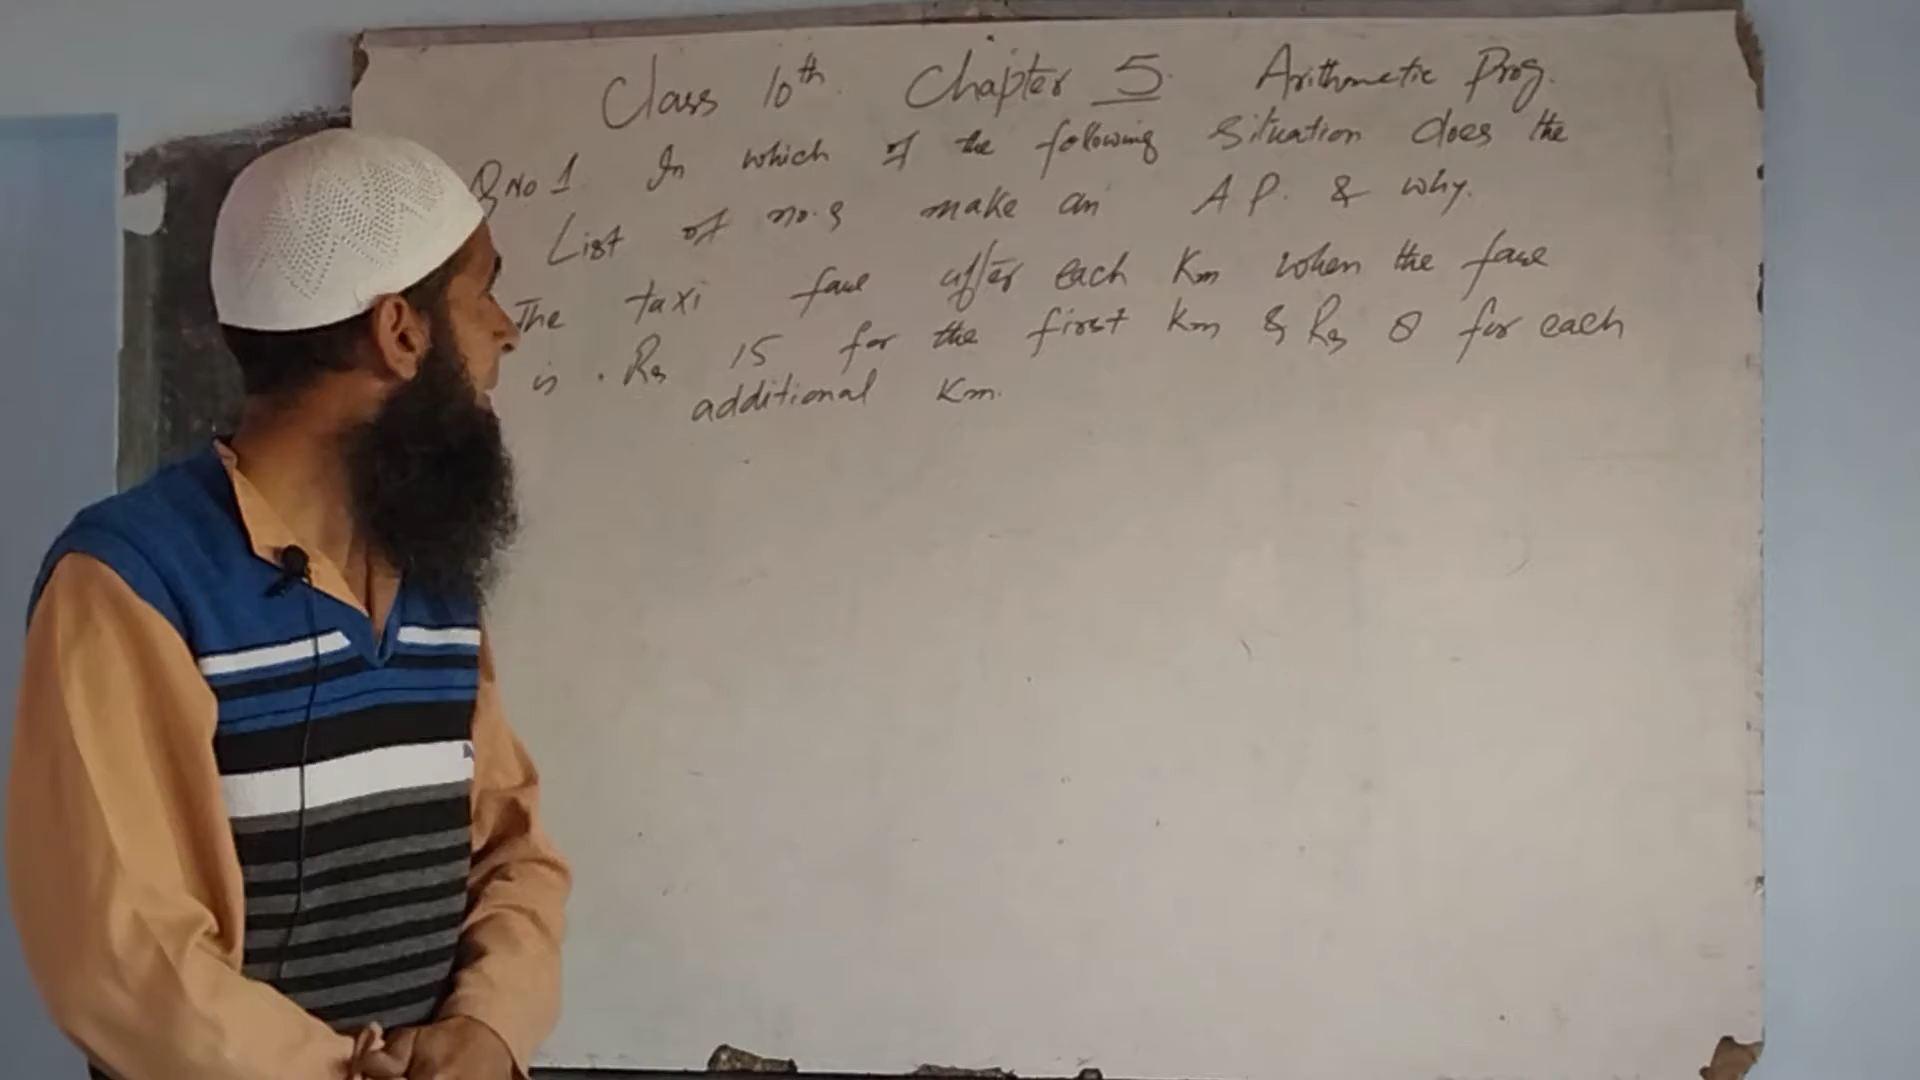 Class 10th Chapter 5 Arithmetic Prog.
Q No 1 In which of the following situation does the
List of no.s make an A P. & why.
The taxi fare after each Km when the fare
is Rs 15 for the first Km & Rs 8 for each
additional Km.